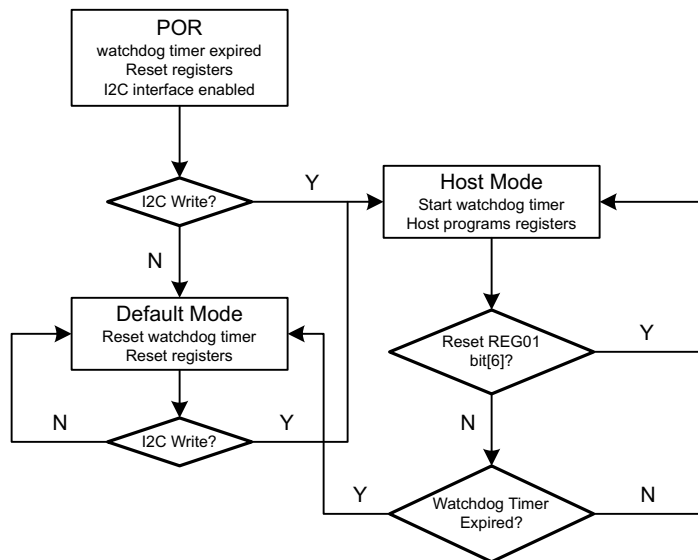 POR
watchdog timer expired
Reset registers
I2C interface enabled
I2C Write?
Y
N
Host Mode
Start watchdog timer
Host programs registers
Default Mode
Reset watchdog timer
Reset registers
Reset REG01
bit[6]?
Y
N
I2C Write?
N
Y
Watchdog Timer
Expired?
Y
N